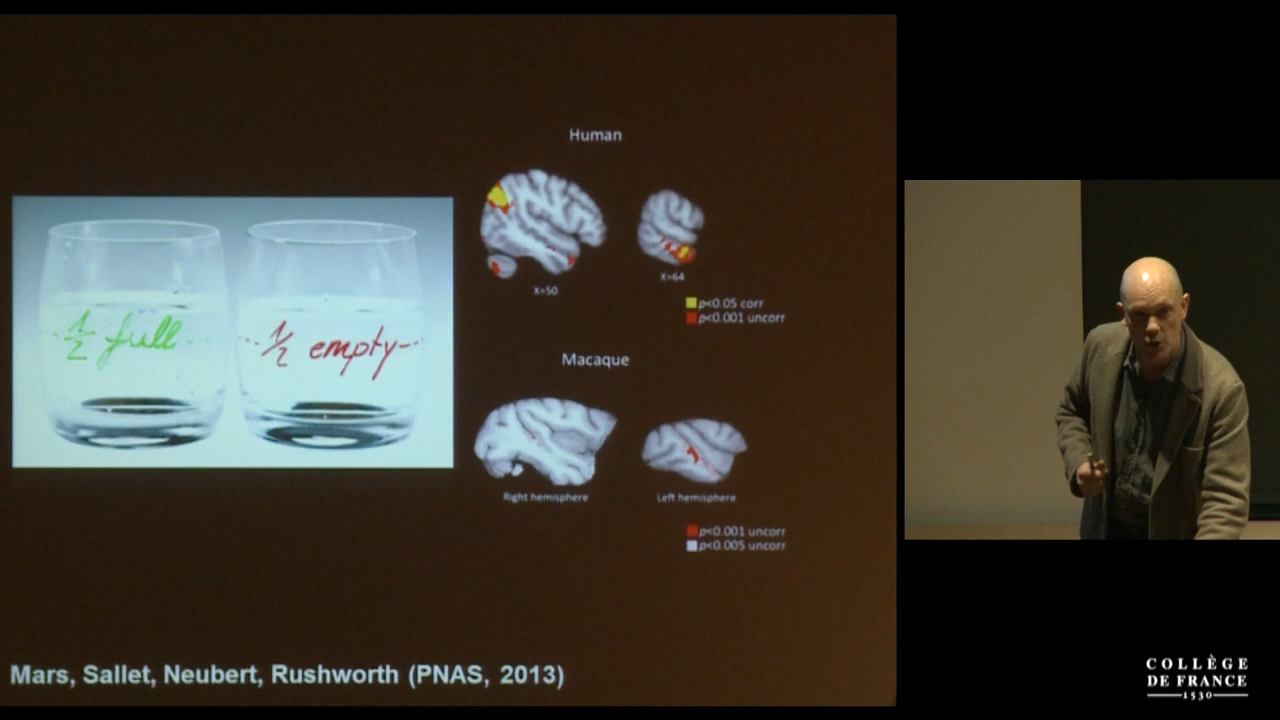 Human
X=50
X=64
p<0.05 corr
p<0.001 uncorr
1/2 full
1/2 empty
Macaque
Right hemisphere
Left hemisphere
p<0.001 uncorr
p<0.005 uncorr
Mars, Sallet, Neubert, Rushworth (PNAS, 2013)
COLLÈGE
DE FRANCE
1530